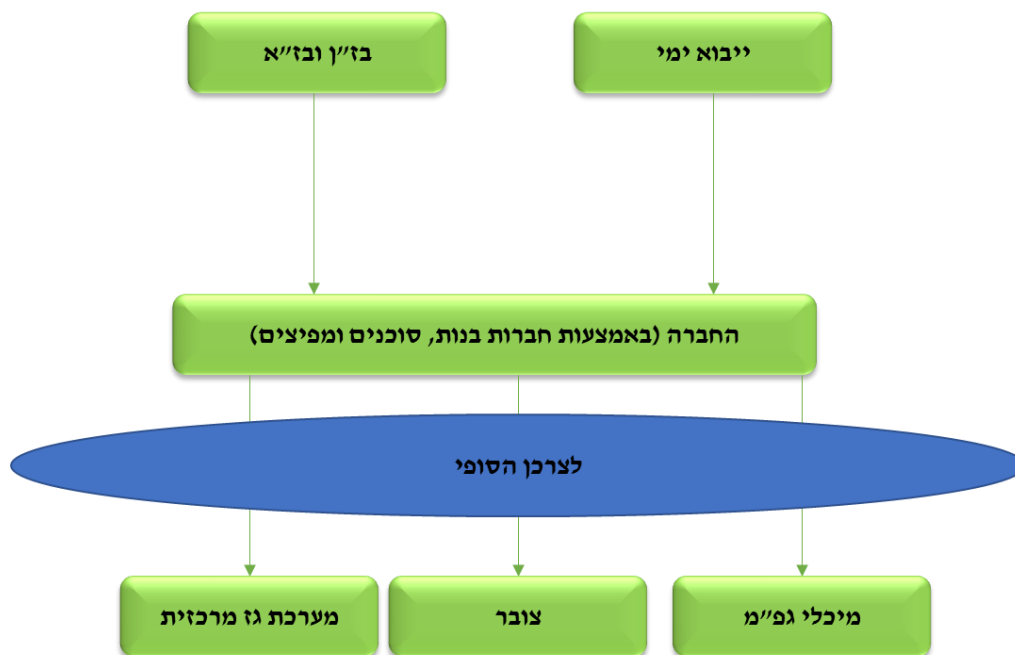 ייבוא ימי
בז"ן ובז"א
החברה (באמצעות חברות בנות, סוכנים ומפיצים)
לצרכן הסופי
מיכלי גפ"מ
צובר
מערכת גז מרכזית